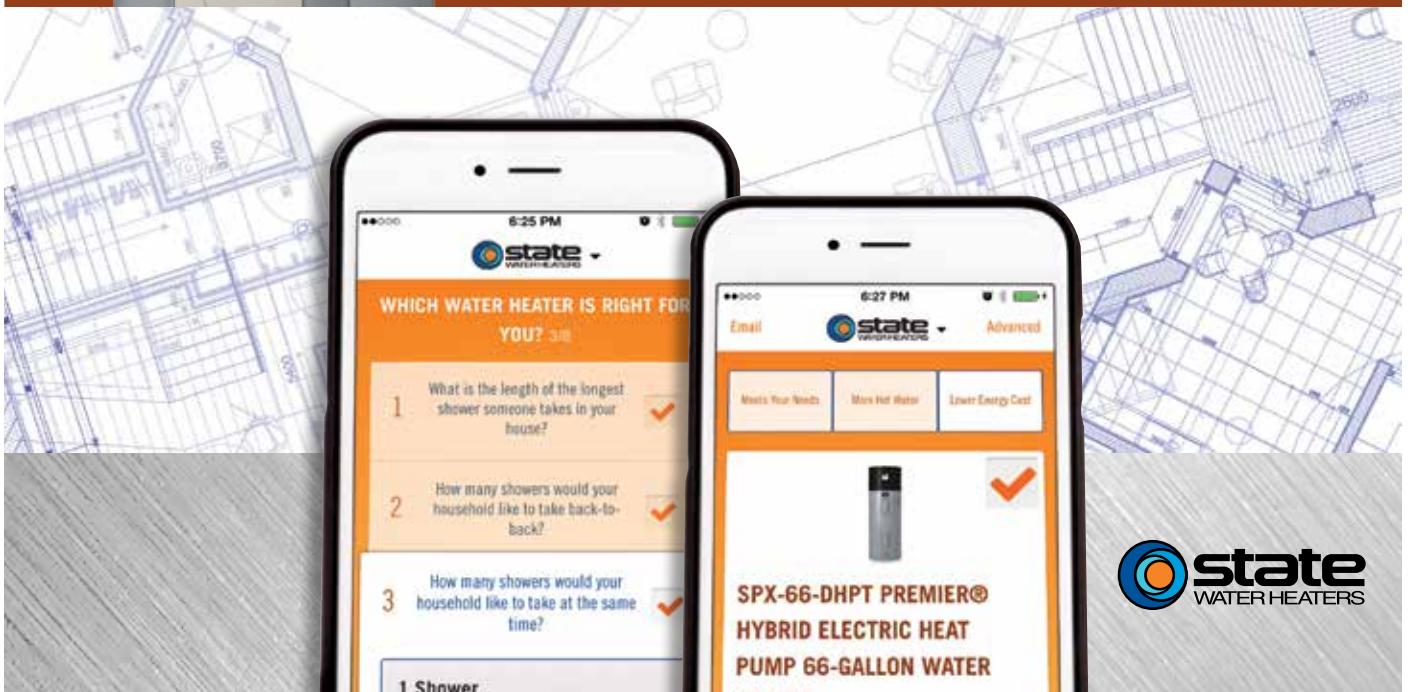 6:25 PM
state
WATER HEATERS
WHICH WATER HEATER IS RIGHT FOR
YOU? 3/8
1
What is the length of the longest
shower someone takes in your
house?
2
How many showers would your
household like to take back-to-
back?
3
How many showers would your
household like to take at the same
time?
1 Shower
6:27 PM
Email
state
WATER HEATERS
Advanced
Meets Your Needs
More Hot Water
Lower Energy Cost
SPX-66-DHPT PREMIER®
HYBRID ELECTRIC HEAT
PUMP 66-GALLON WATER
state
WATER HEATERS
2600